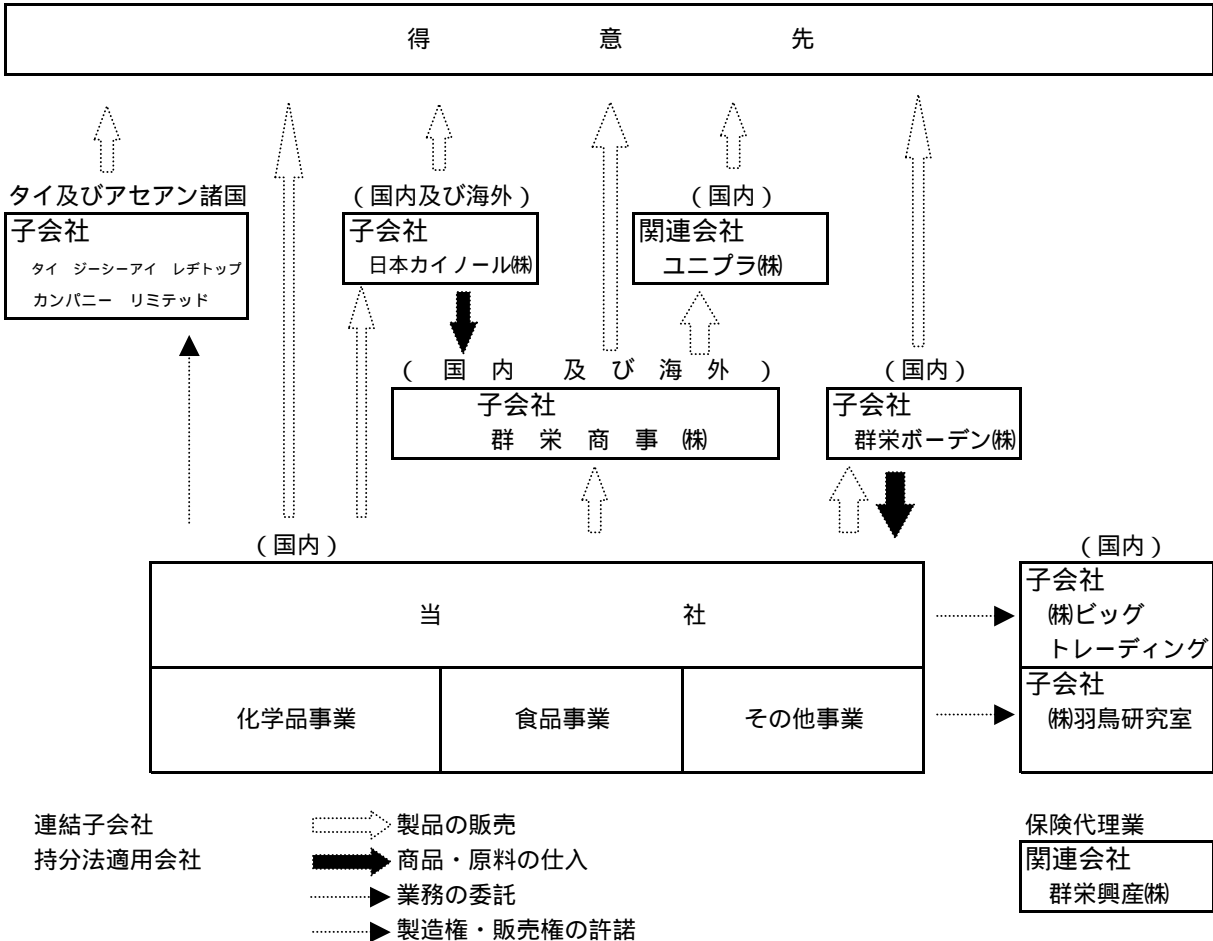 得 意 先
タイ及びアセアン諸国
子会社
タイ ジーシーアイ レヂトップ
カンパニー リミテッド
(国内及び海外)
子会社
日本カイノール㈱
(国内)
関連会社
ユニプラ㈱
(国内及び海外)
子会社
群栄商事㈱
(国内)
子会社
群栄ボーデン㈱
(国内)
当 社
化学品事業
食品事業
その他事業
(国内)
子会社
㈱ビッグ
トレーディング
子会社
㈱羽鳥研究室
連結子会社
持分法適用会社
製品の販売
商品・原料の仕入
業務の委託
製造権・販売権の許諾
保険代理業
関連会社
群栄興産㈱